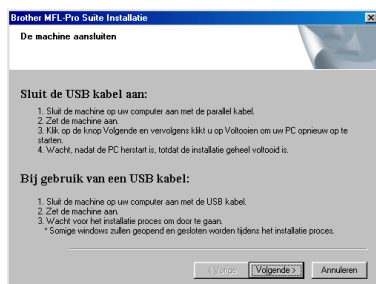 Brother MFL-Pro Suite Installatie
De machine aansluiten
Sluit de USB kabel aan:
1. Sluit de machine op uw computer aan met de parallel kabel.
2. Zet de machine aan.
3. Klik op de knop Volgende en vervolgens klikt u op Voltooien om uw PC opnieuw op te
starten.
4. Wacht, nadat de PC herstart is, totdat de installatie geheel voltooid is.
Bij gebruik van een USB kabel:
1. Sluit de machine op uw computer aan met de USB kabel.
2. Zet de machine aan.
3. Wacht voor het installatie proces om door te gaan.
* Somige windows zullen geopend en gesloten worden tijdens het installatie proces.
< Vorige Volgende > Annuleren